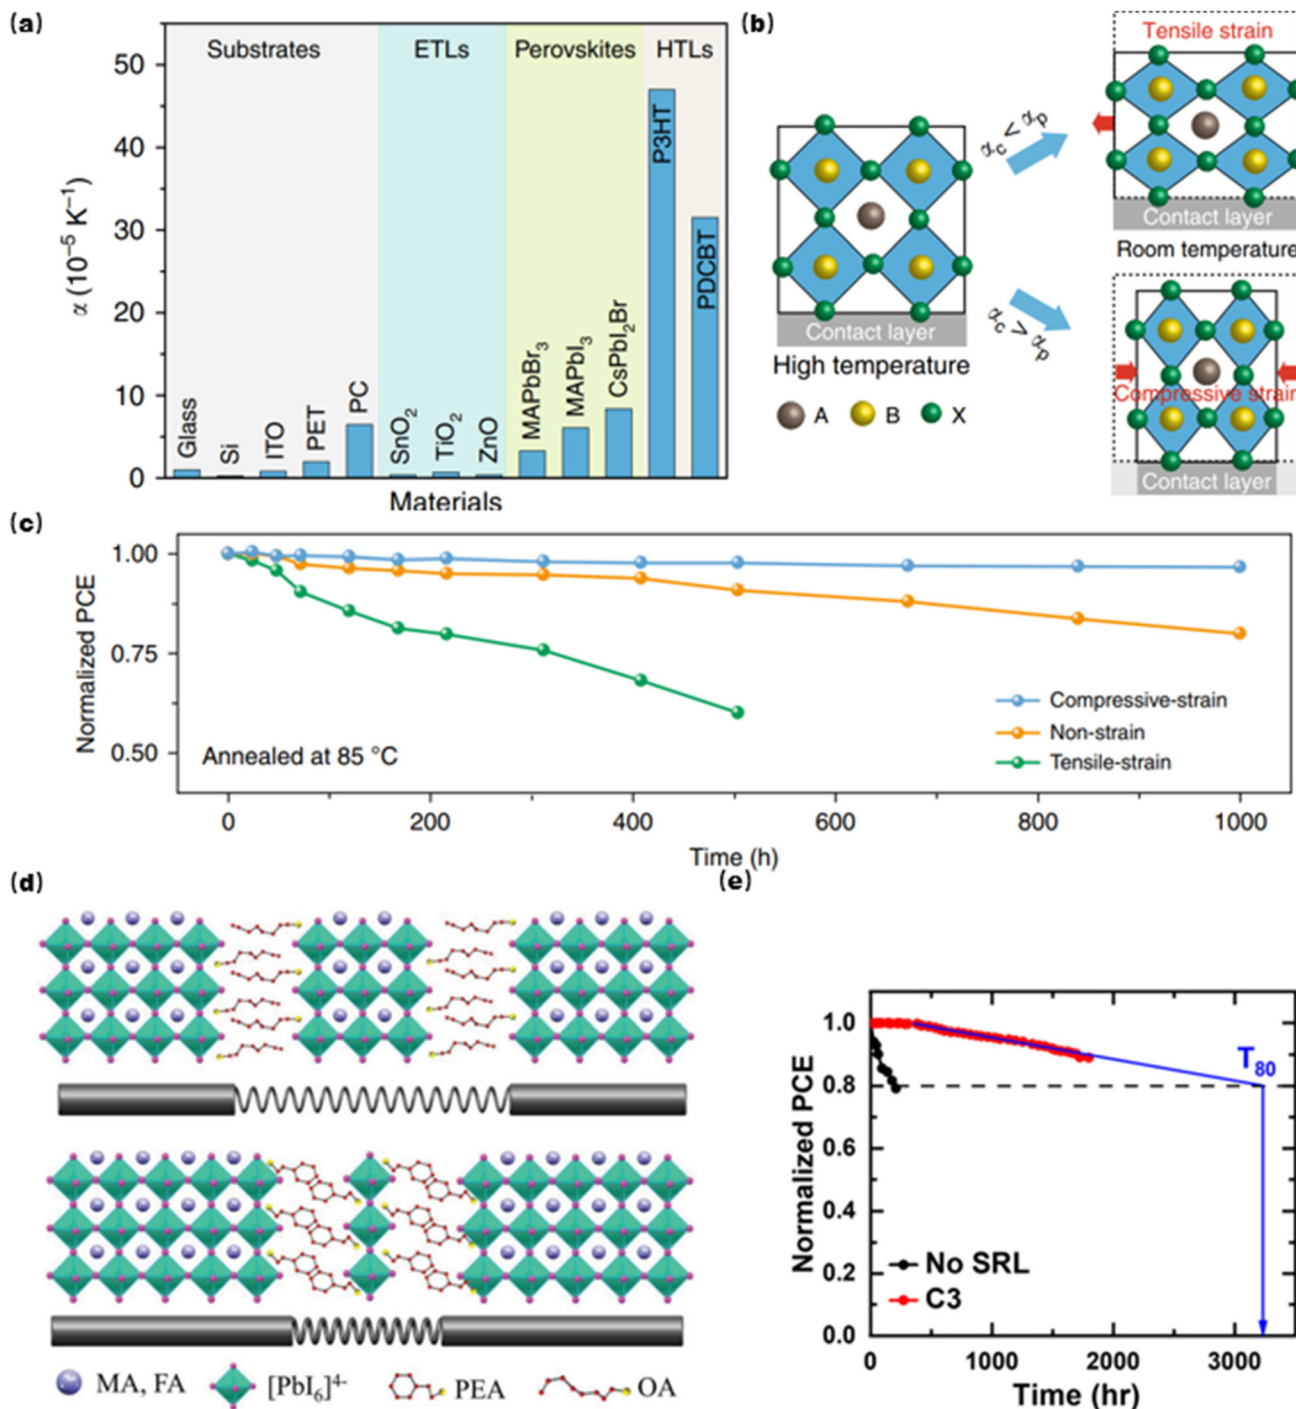 (a)
Substrates
ETLs
Perovskites
HTLs
50
40
30
20
10
0
α (10⁻⁵ K⁻¹)
Glass
Si
ITO
PET
PC
SnO₂
TiO₂
ZnO
MAPbBr₃
MAPbI₃
CsPbI₂Br
P3HT
PDCBT
Materials
(b)
Contact layer
High temperature
A
B
X
αc < αp
αc > αp
Tensile strain
B
B
A
B
B
Contact layer
Room temperature
B
B
A
Compressive strain
B
B
Contact layer
(c)
1.00
0.75
0.50
Normalized PCE
Annealed at 85 °C
Compressive-strain
Non-strain
Tensile-strain
0 200 400 600 800 1000
Time (h)
(d)
MA, FA
[PbI₆]⁴⁻
PEA
OA
(e)
1.0
0.8
0.6
0.4
0.2
0.0
Normalized PCE
T₈₀
No SRL
C3
0 1000 2000 3000
Time (hr)